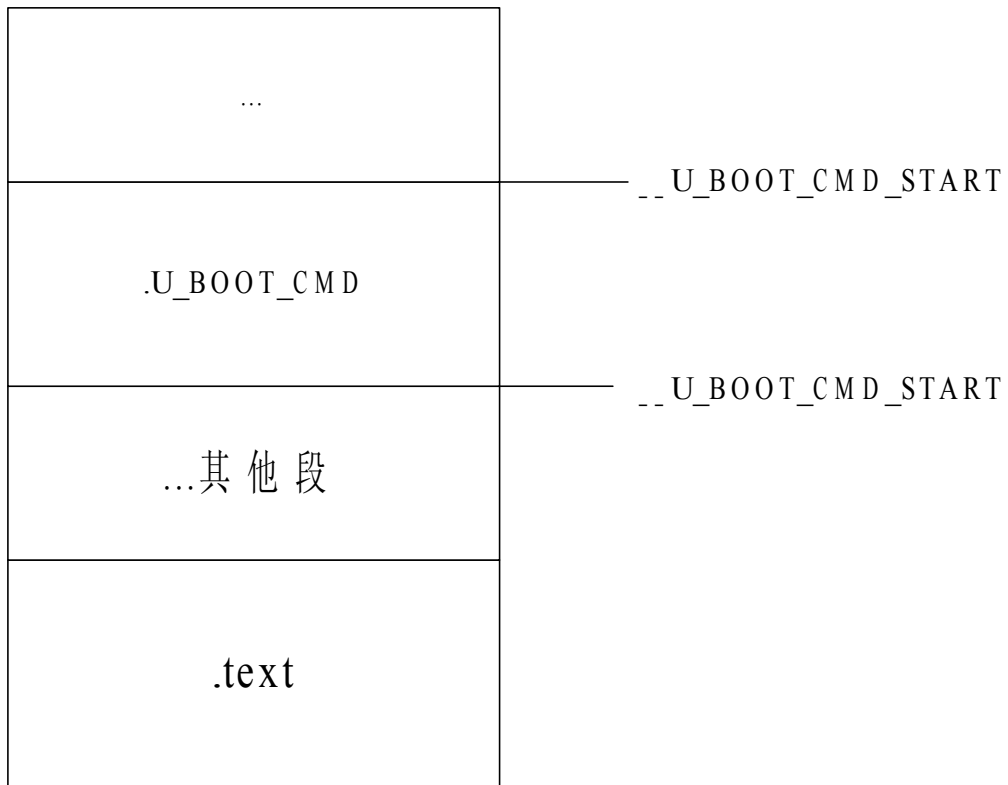 ...
__U_BOOT_CMD_START
.U_BOOT_CMD
__U_BOOT_CMD_START
...其他段
.text